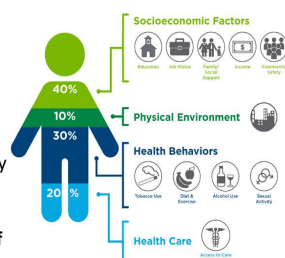 Socioeconomic Factors
Education
Job Status
Family/
Social
Support
Income
Community
Safety
40%
10%
Physical Environment
30%
Health Behaviors
Tobacco Use
Diet &
Exercise
Alcohol Use
Sexual
Activity
20 %
Health Care
Access to Care